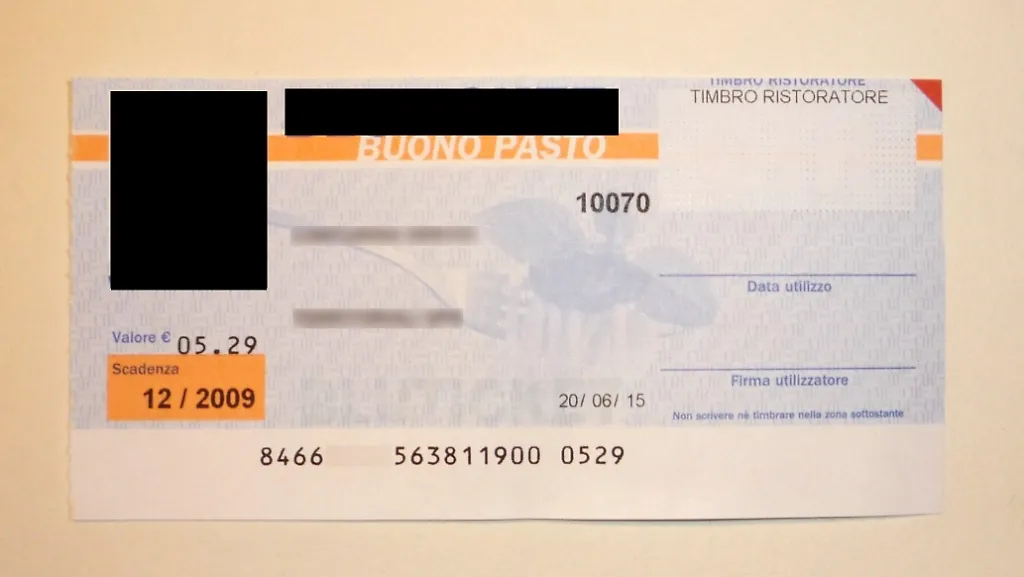 TIMBRO RISTORATORE
TIMBRO RISTORATORE
BUONO PASTO
10070
Data utilizzo
Valore € 05.29
Scadenza
12 / 2009
Firma utilizzatore
20/ 06/ 15
Non scrivere nè timbrare nella zona sottostante
8466 563811900 0529